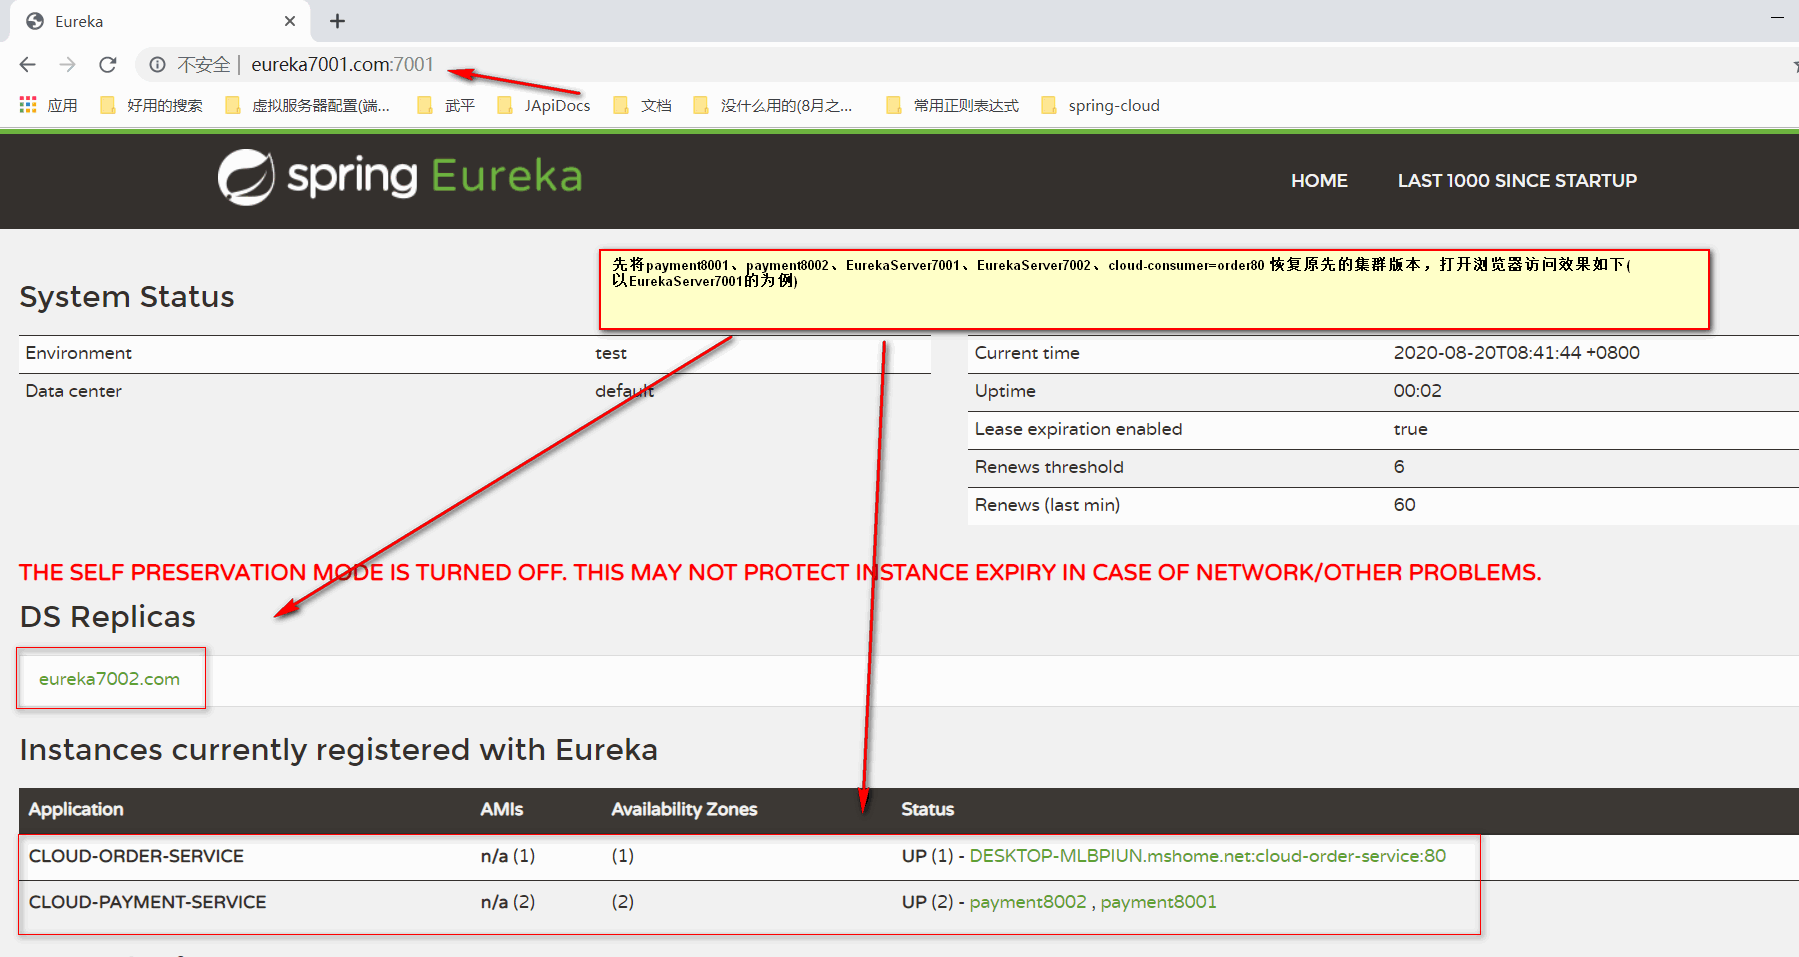 Eureka
不安全 | eureka7001.com:7001
应用 好用的搜索 虚拟服务器配置(端... 武平 JApiDocs 文档 没什么用的(8月之... 常用正则表达式 spring-cloud
spring Eureka
HOME LAST 1000 SINCE STARTUP
先将payment8001、payment8002、EurekaServer7001、EurekaServer7002、cloud-consumer=order80 恢复原先的集群版本，打开浏览器访问效果如下(
以EurekaServer7001的为例)
System Status
Environment test Current time 2020-08-20T08:41:44 +0800
Data center default Uptime 00:02
Lease expiration enabled true
Renews threshold 6
Renews (last min) 60
THE SELF PRESERVATION MODE IS TURNED OFF. THIS MAY NOT PROTECT INSTANCE EXPIRY IN CASE OF NETWORK/OTHER PROBLEMS.
DS Replicas
eureka7002.com
Instances currently registered with Eureka
Application AMIs Availability Zones Status
CLOUD-ORDER-SERVICE n/a (1) (1) UP (1) - DESKTOP-MLBPIUN.mshome.net:cloud-order-service:80
CLOUD-PAYMENT-SERVICE n/a (2) (2) UP (2) - payment8002 , payment8001